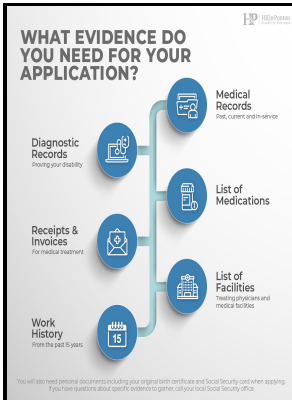 HP Hill & Ponton
WHAT EVIDENCE DO
YOU NEED FOR YOUR
APPLICATION?
Medical
Records
Past, current and in-service
Diagnostic
Records
Proving your disability
List of
Medications
Receipts &
Invoices
For medical treatment
List of
Facilities
Treating physicians and
medical facilities
Work
History
From the past 15 years
15
You will also need personal documents including your original birth certificate and Social Security card when applying.
If you have questions about specific evidence to gather, call your local Social Security office.